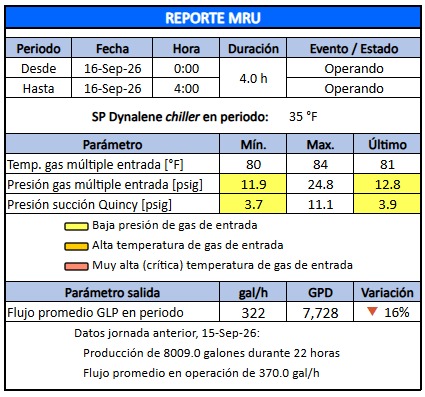 REPORTE MRU
Periodo Fecha Hora Duración Evento / Estado
Desde 16-Sep-26 0:00 4.0 h Operando
Hasta 16-Sep-26 4:00 Operando
SP Dynalene chiller en periodo: 35 °F
Parámetro Mín. Max. Último
Temp. gas múltiple entrada [°F] 80 84 81
Presión gas múltiple entrada [psig] 11.9 24.8 12.8
Presión succión Quincy [psig] 3.7 11.1 3.9
Baja presión de gas de entrada
Alta temperatura de gas de entrada
Muy alta (crítica) temperatura de gas de entrada
Parámetro salida gal/h GPD Variación
Flujo promedio GLP en periodo 322 7,728 ▼ 16%
Datos jornada anterior, 15-Sep-26:
Producción de 8009.0 galones durante 22 horas
Flujo promedio en operación de 370.0 gal/h